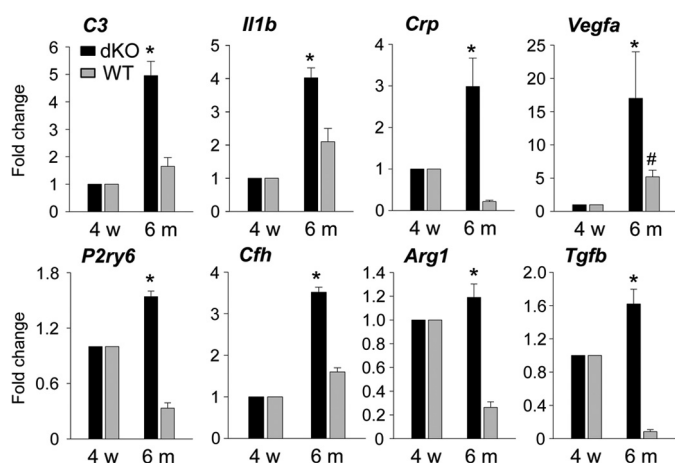 C3
Il1b
Crp
Vegfa
Fold change
6
5
4
3
2
1
0
dKO
WT
*
4 w
6 m
5
4
3
2
1
0
*
4 w
6 m
4
3
2
1
0
*
4 w
6 m
25
20
15
10
5
0
*
#
4 w
6 m
P2ry6
Cfh
Arg1
Tgfb
Fold change
1.8
1.2
0.6
0
*
4 w
6 m
4
3
2
1
0
*
4 w
6 m
1.4
1.2
1.0
0.8
0.6
0.4
0.2
0
*
4 w
6 m
2.0
1.6
1.2
0.8
0.4
0
*
4 w
6 m